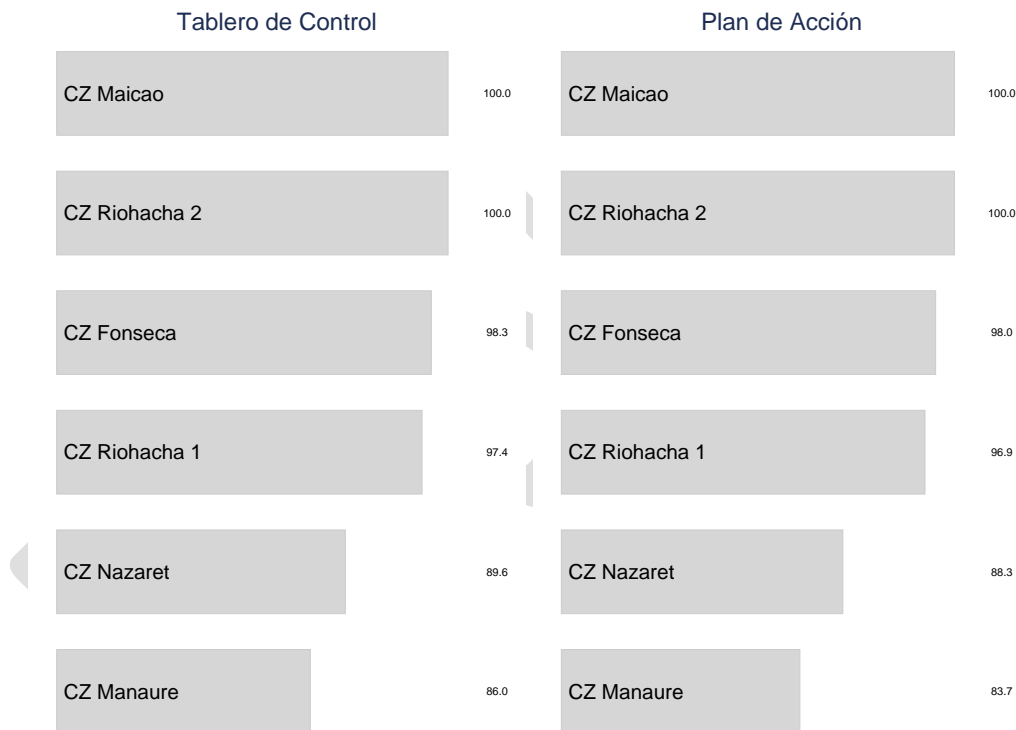 Tablero de Control
CZ Maicao 100.0
CZ Riohacha 2 100.0
CZ Fonseca 98.3
CZ Riohacha 1 97.4
CZ Nazaret 89.6
CZ Manaure 86.0
Plan de Acción
CZ Maicao 100.0
CZ Riohacha 2 100.0
CZ Fonseca 98.0
CZ Riohacha 1 96.9
CZ Nazaret 88.3
CZ Manaure 83.7